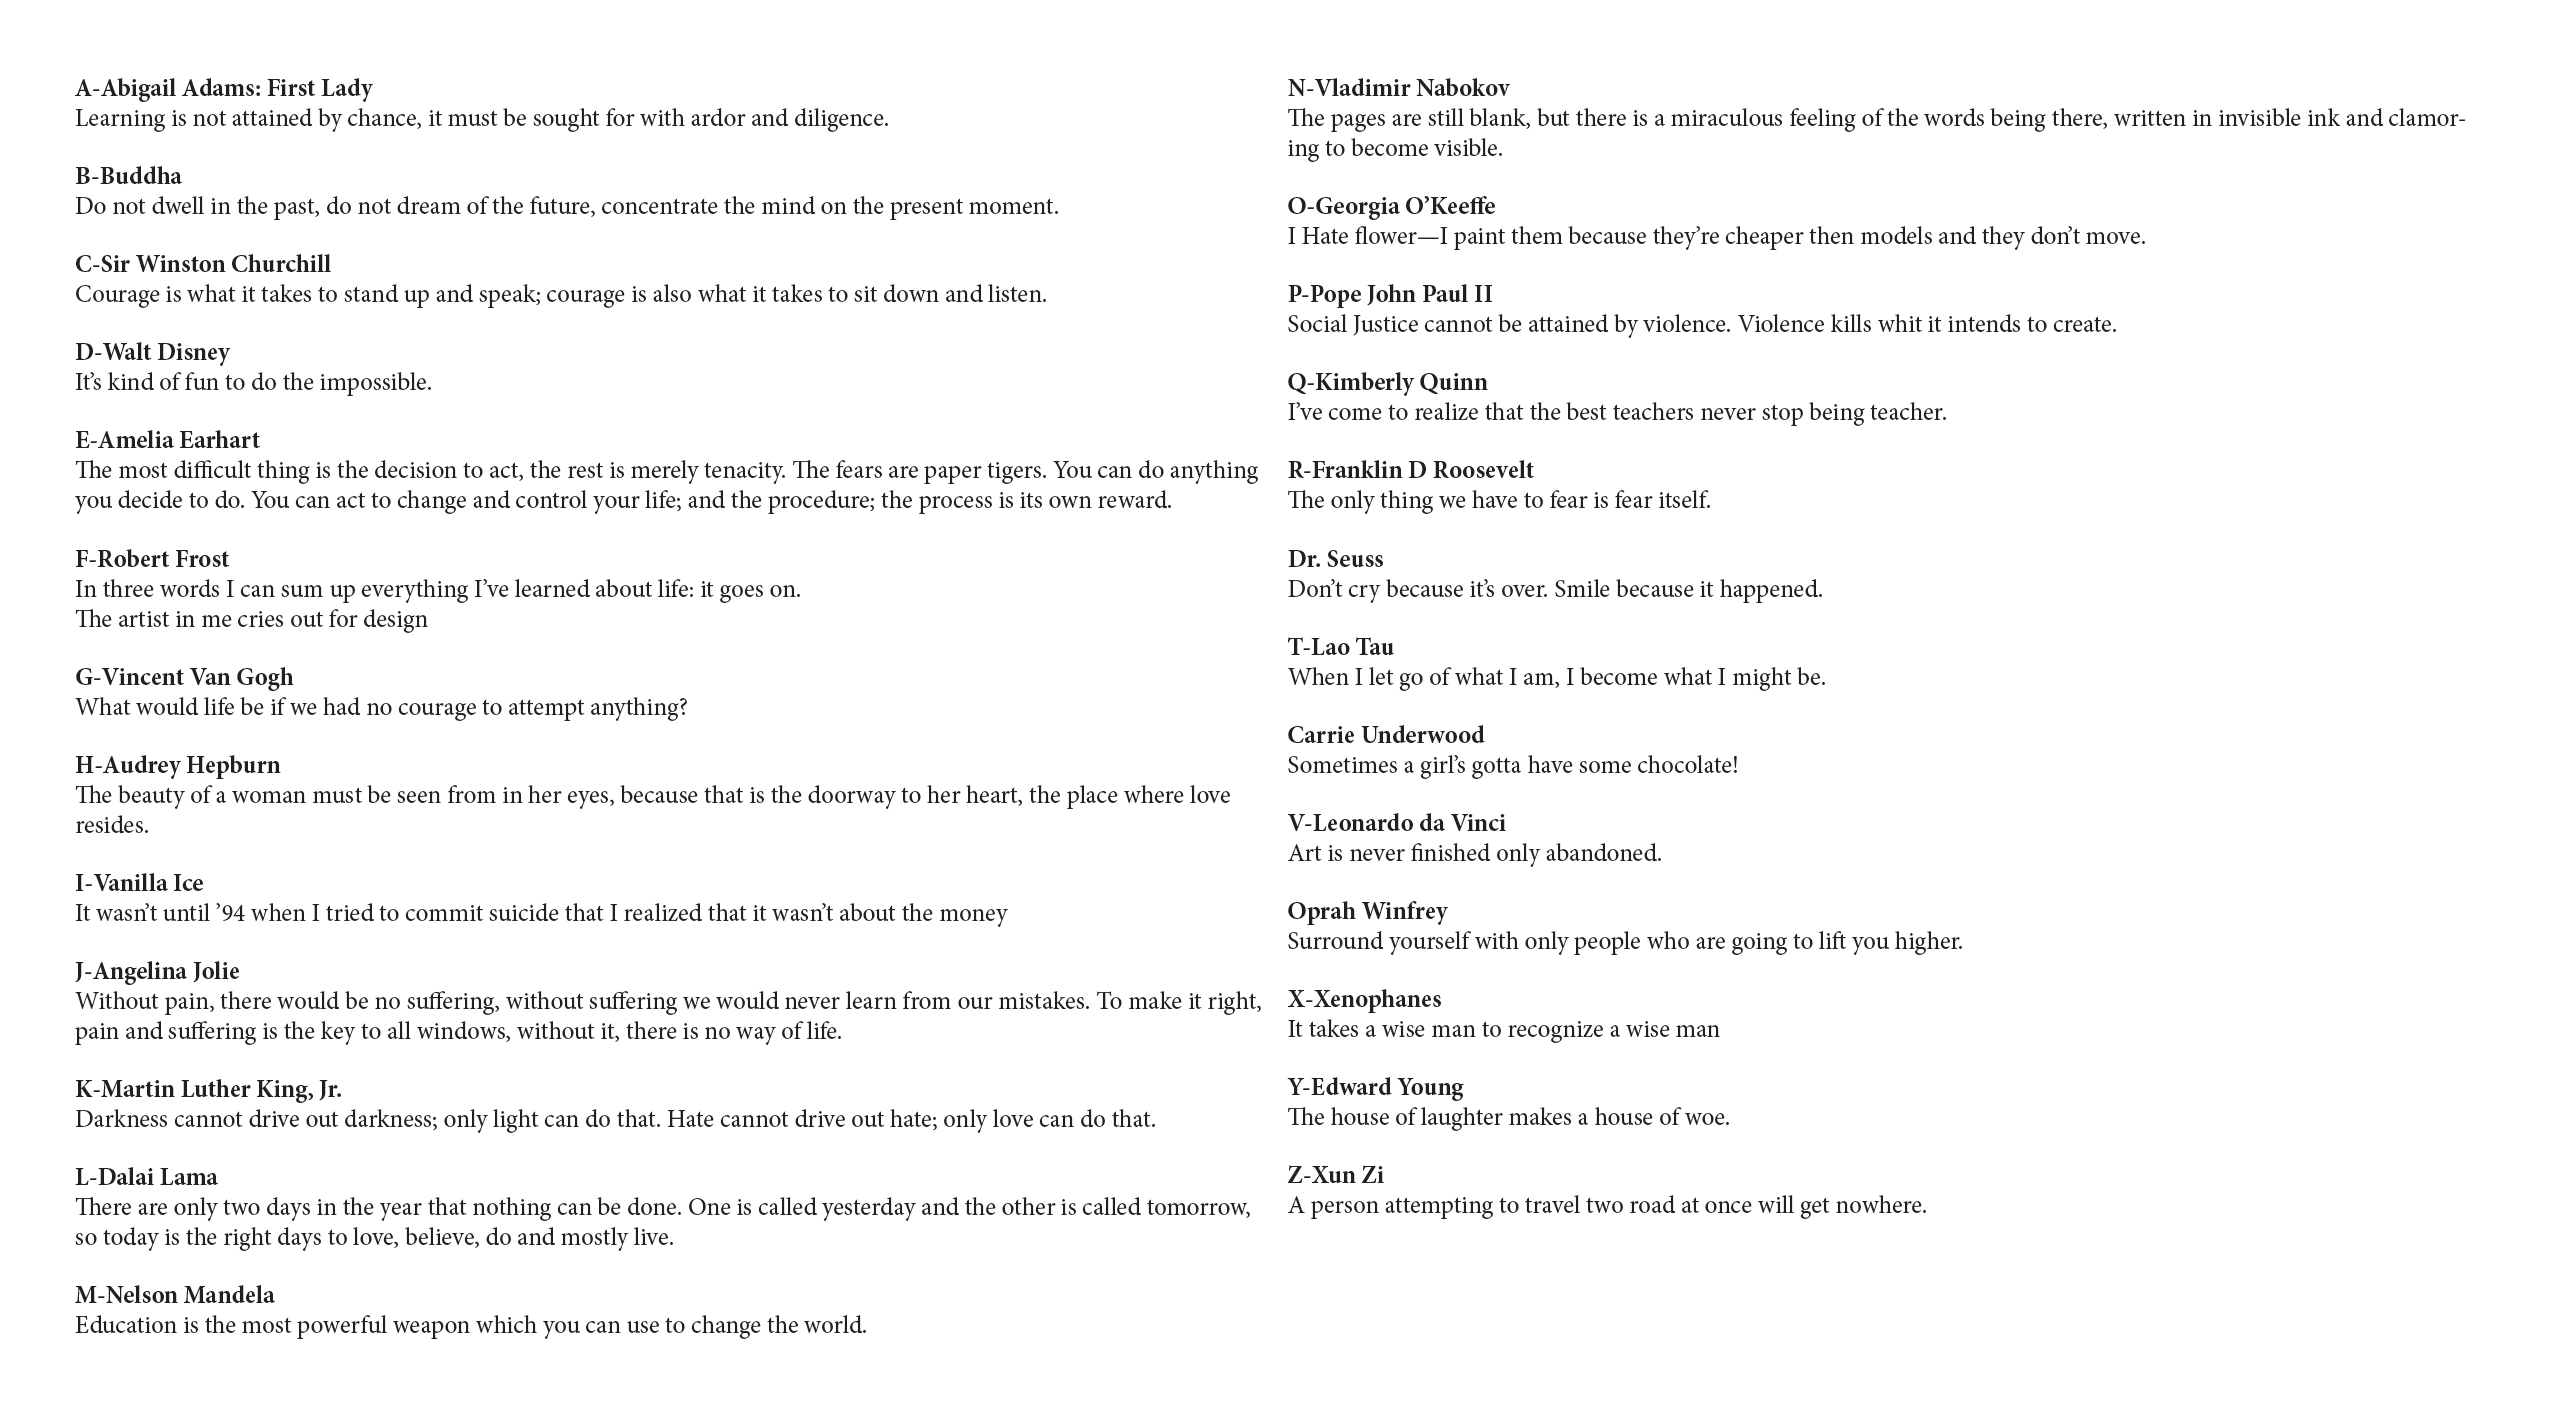 A-Abigail Adams: First Lady
Learning is not attained by chance, it must be sought for with ardor and diligence.
B-Buddha
Do not dwell in the past, do not dream of the future, concentrate the mind on the present moment.
C-Sir Winston Churchill
Courage is what it takes to stand up and speak; courage is also what it takes to sit down and listen.
D-Walt Disney
It’s kind of fun to do the impossible.
E-Amelia Earhart
The most difficult thing is the decision to act, the rest is merely tenacity. The fears are paper tigers. You can do anything
you decide to do. You can act to change and control your life; and the procedure; the process is its own reward.
F-Robert Frost
In three words I can sum up everything I’ve learned about life: it goes on.
The artist in me cries out for design
G-Vincent Van Gogh
What would life be if we had no courage to attempt anything?
H-Audrey Hepburn
The beauty of a woman must be seen from in her eyes, because that is the doorway to her heart, the place where love
resides.
I-Vanilla Ice
It wasn’t until ’94 when I tried to commit suicide that I realized that it wasn’t about the money
J-Angelina Jolie
Without pain, there would be no suffering, without suffering we would never learn from our mistakes. To make it right,
pain and suffering is the key to all windows, without it, there is no way of life.
K-Martin Luther King, Jr.
Darkness cannot drive out darkness; only light can do that. Hate cannot drive out hate; only love can do that.
L-Dalai Lama
There are only two days in the year that nothing can be done. One is called yesterday and the other is called tomorrow,
so today is the right days to love, believe, do and mostly live.
M-Nelson Mandela
Education is the most powerful weapon which you can use to change the world.
N-Vladimir Nabokov
The pages are still blank, but there is a miraculous feeling of the words being there, written in invisible ink and clamor-
ing to become visible.
O-Georgia O’Keeffe
I Hate flower—I paint them because they’re cheaper then models and they don’t move.
P-Pope John Paul II
Social Justice cannot be attained by violence. Violence kills whit it intends to create.
Q-Kimberly Quinn
I’ve come to realize that the best teachers never stop being teacher.
R-Franklin D Roosevelt
The only thing we have to fear is fear itself.
Dr. Seuss
Don’t cry because it’s over. Smile because it happened.
T-Lao Tau
When I let go of what I am, I become what I might be.
Carrie Underwood
Sometimes a girl’s gotta have some chocolate!
V-Leonardo da Vinci
Art is never finished only abandoned.
Oprah Winfrey
Surround yourself with only people who are going to lift you higher.
X-Xenophanes
It takes a wise man to recognize a wise man
Y-Edward Young
The house of laughter makes a house of woe.
Z-Xun Zi
A person attempting to travel two road at once will get nowhere.